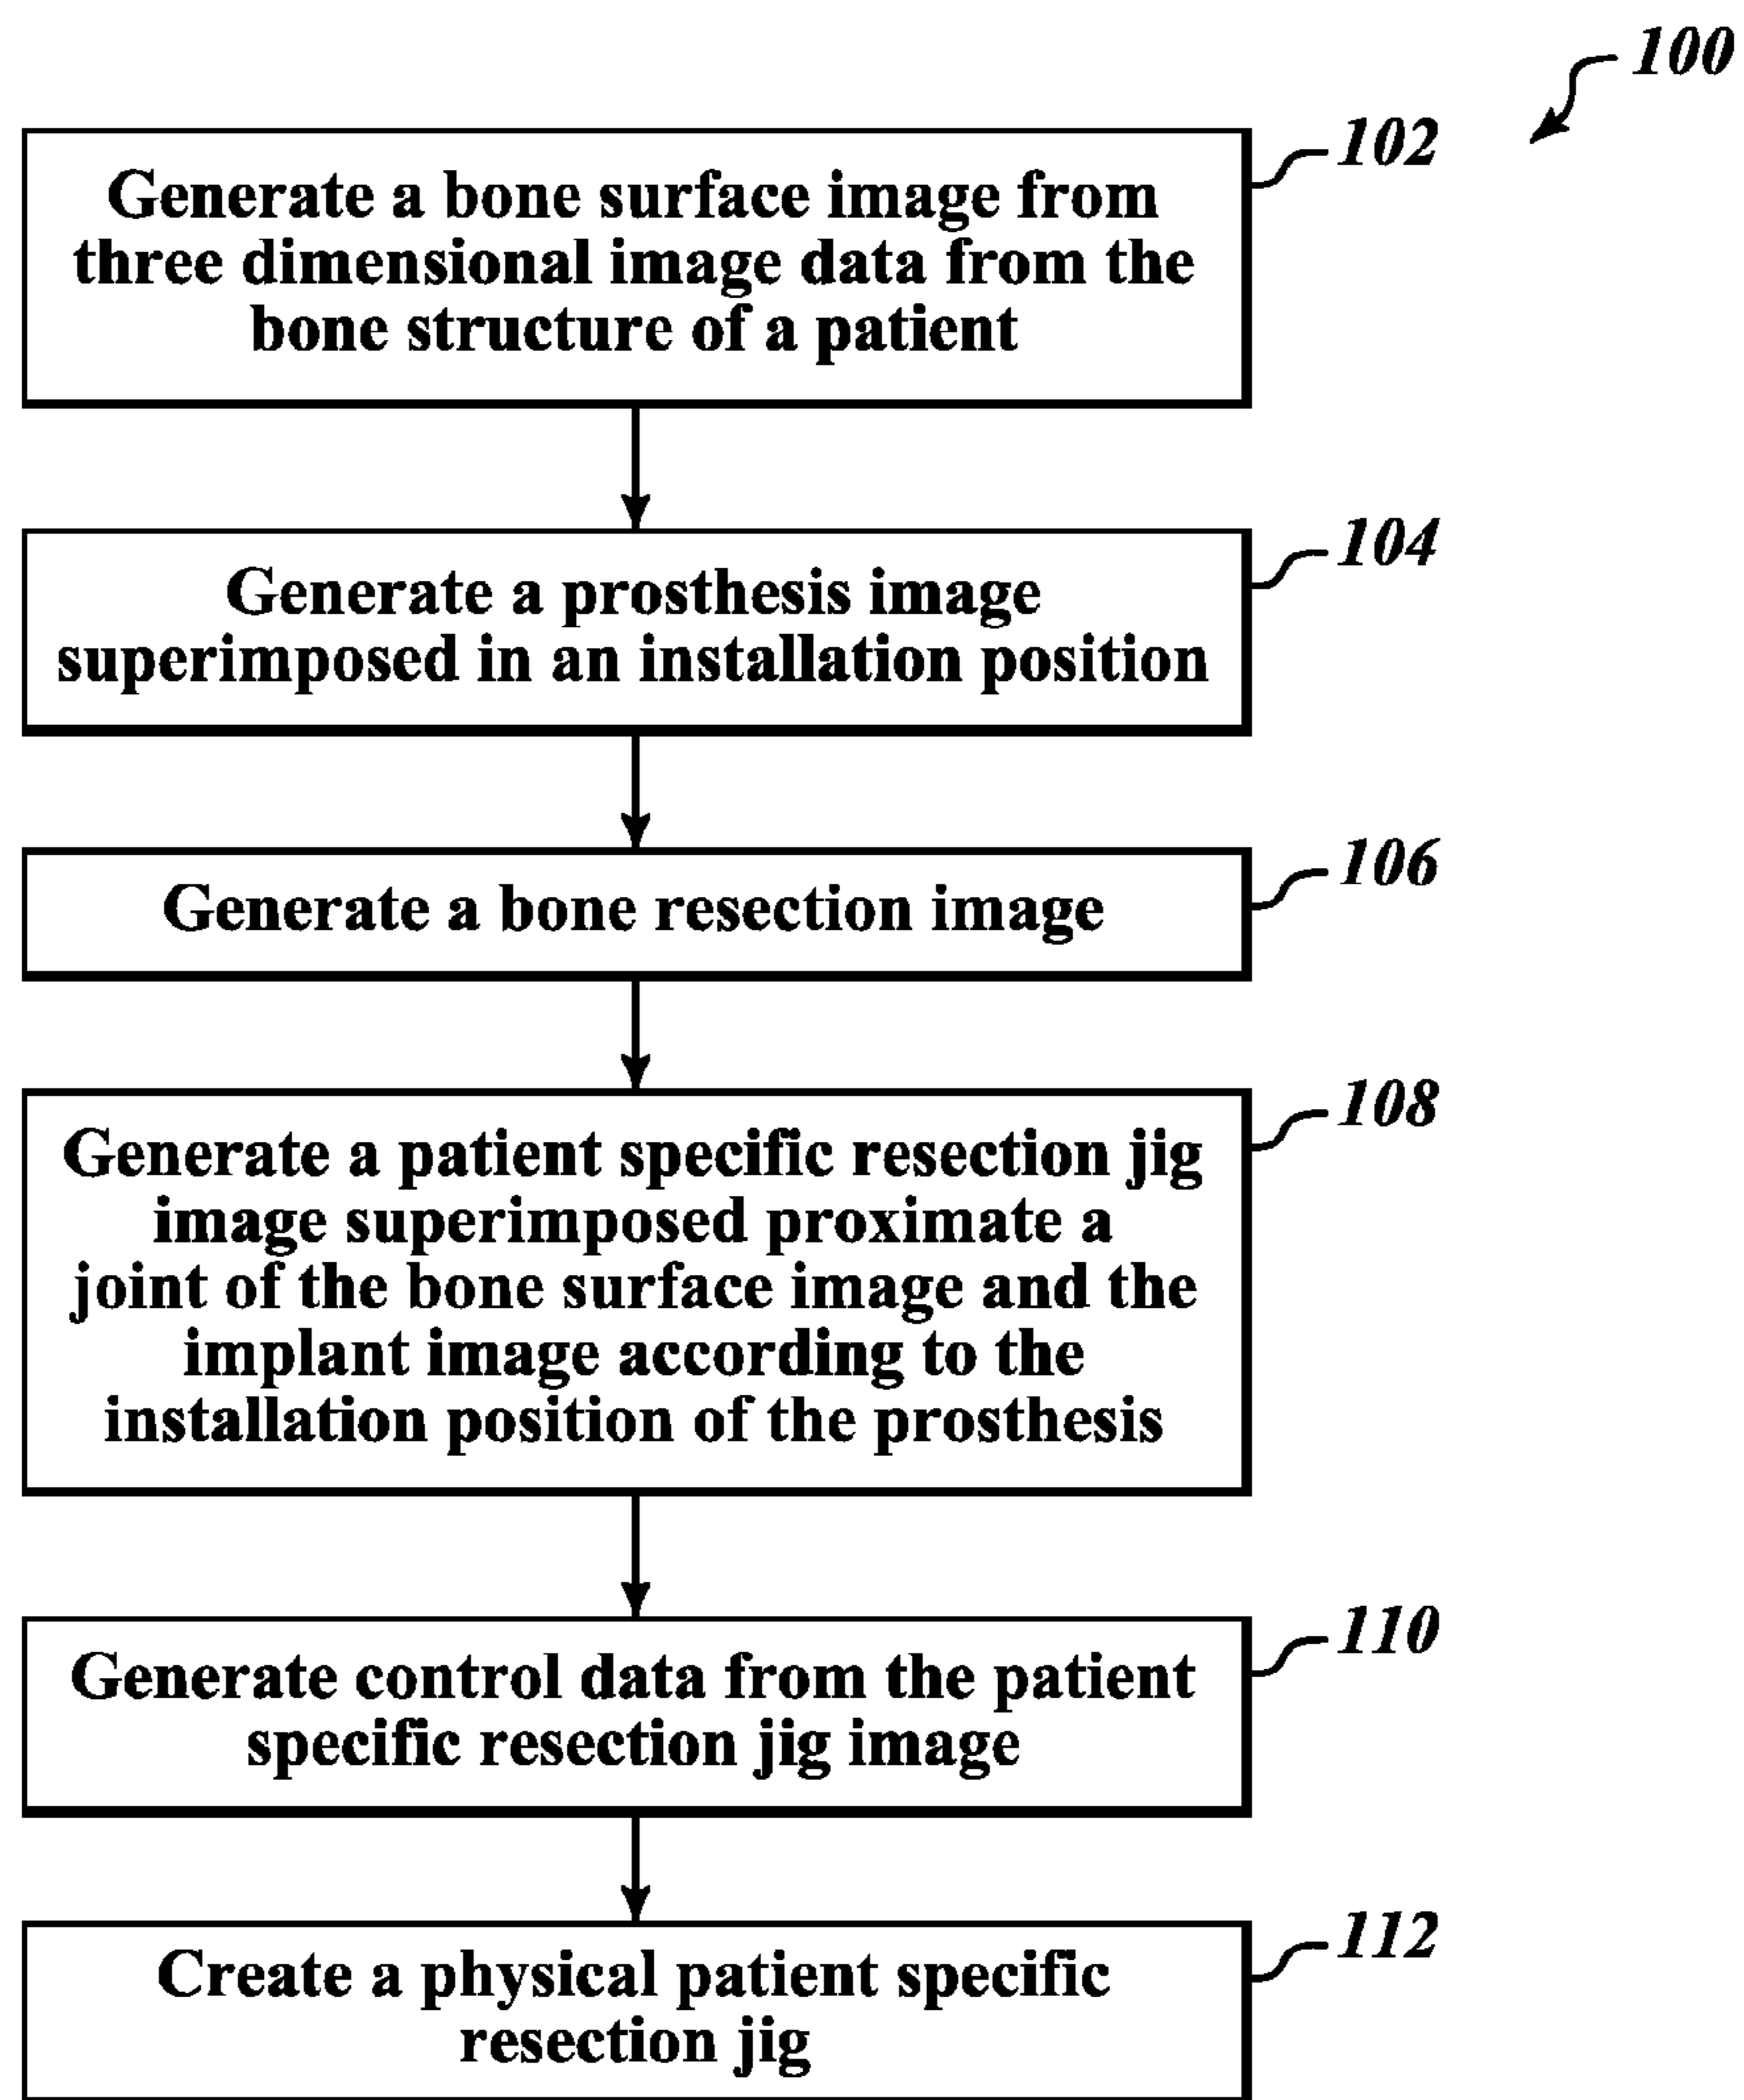 100
102
Generate a bone surface image from
three dimensional image data from the
bone structure of a patient
104
Generate a prosthesis image
superimposed in an installation position
106
Generate a bone resection image
108
Generate a patient specific resection jig
image superimposed proximate a
joint of the bone surface image and the
implant image according to the
installation position of the prosthesis
110
Generate control data from the patient
specific resection jig image
112
Create a physical patient specific
resection jig